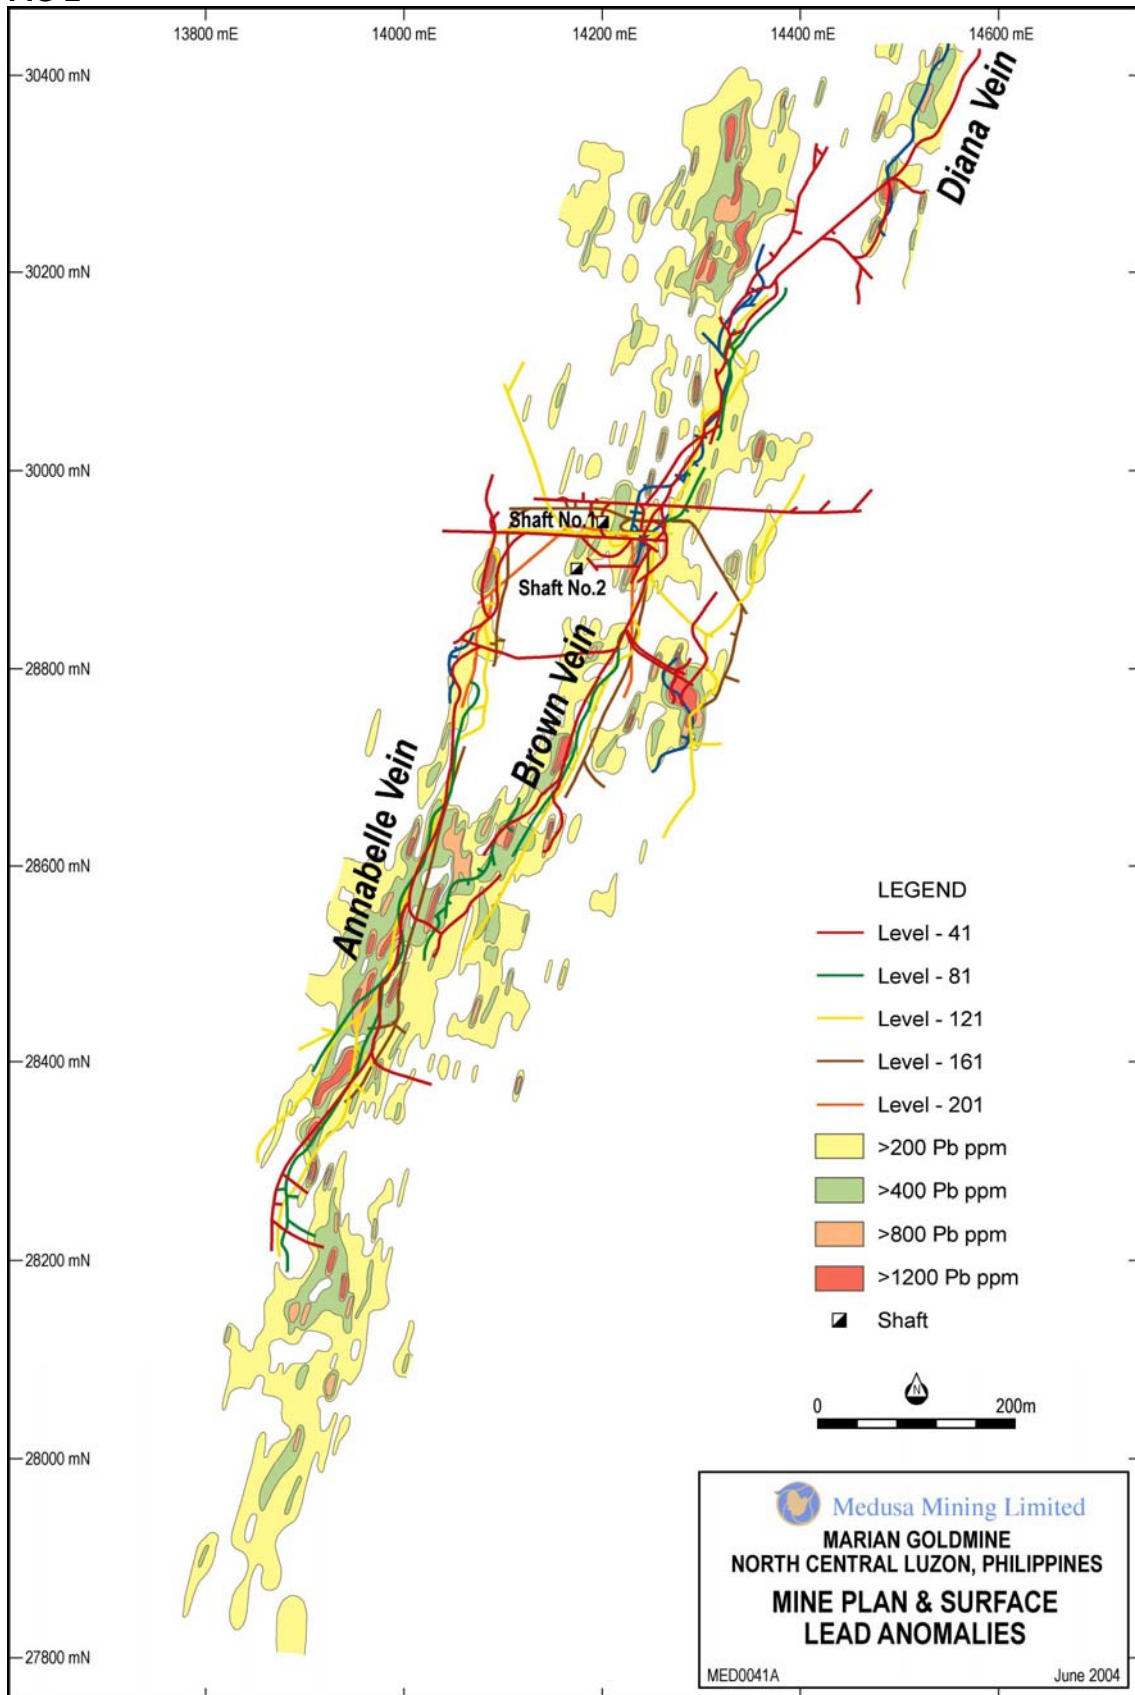 13800 mE
14000 mE
14200 mE
14400 mE
14600 mE
30400 mN
30200 mN
30000 mN
28800 mN
28600 mN
28400 mN
28200 mN
28000 mN
27800 mN
Diana Vein
Shaft No.1
Shaft No.2
Brown Vein
Annabelle Vein
LEGEND
Level - 41
Level - 81
Level - 121
Level - 161
Level - 201
>200 Pb ppm
>400 Pb ppm
>800 Pb ppm
>1200 Pb ppm
Shaft
N
0 200m
Medusa Mining Limited
MARIAN GOLDMINE
NORTH CENTRAL LUZON, PHILIPPINES
MINE PLAN & SURFACE
LEAD ANOMALIES
MED0041A June 2004